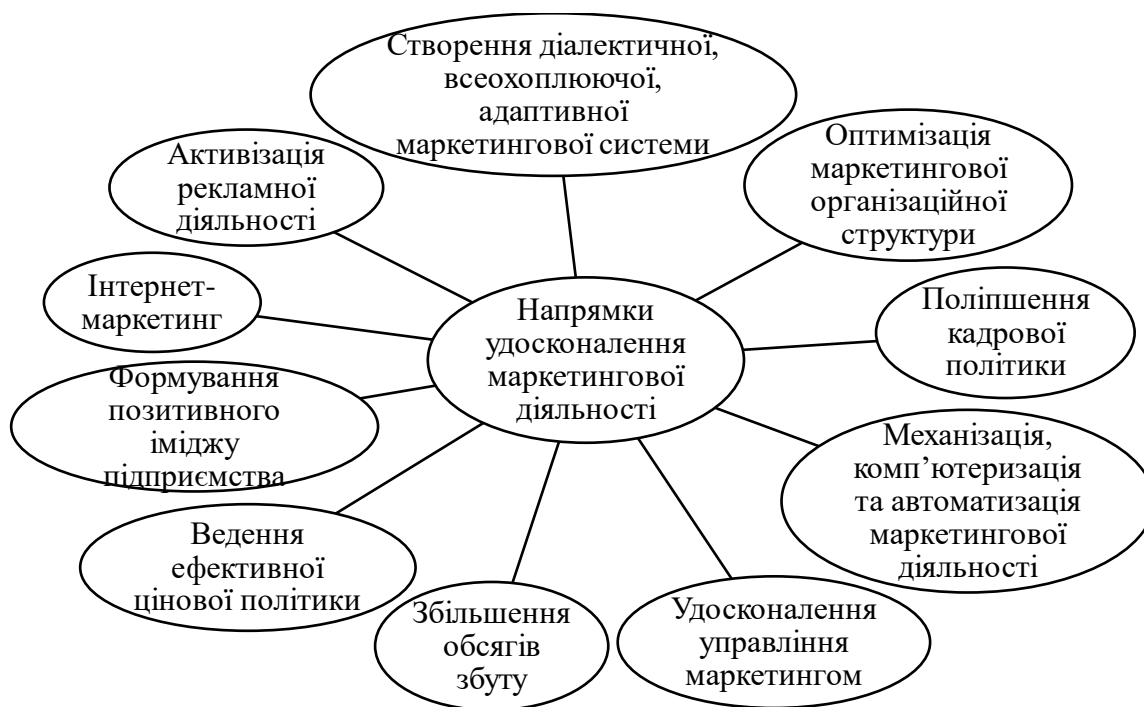 Створення діалектичної,
всеохоплюючої,
адаптивної
маркетингової системи
Оптимізація
маркетингової
організаційної
структури
Поліпшення
кадрової
політики
Механізація,
комп’ютеризація
та автоматизація
маркетингової
діяльності
Удосконалення
управління
маркетингом
Збільшення
обсягів
збуту
Ведення
ефективної
цінової політики
Формування
позитивного
іміджу
підприємства
Інтернет-
маркетинг
Активізація
рекламної
діяльності
Напрямки
удосконалення
маркетингової
діяльності